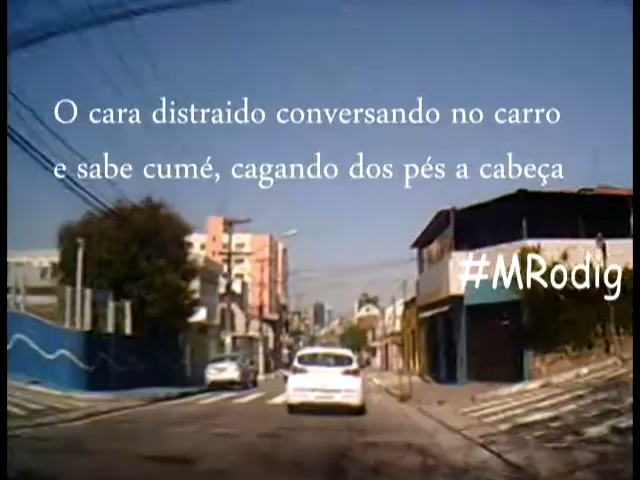 O cara distraido conversando no carro
e sabe cumé, cagando dos pés a cabeça
#MRodig